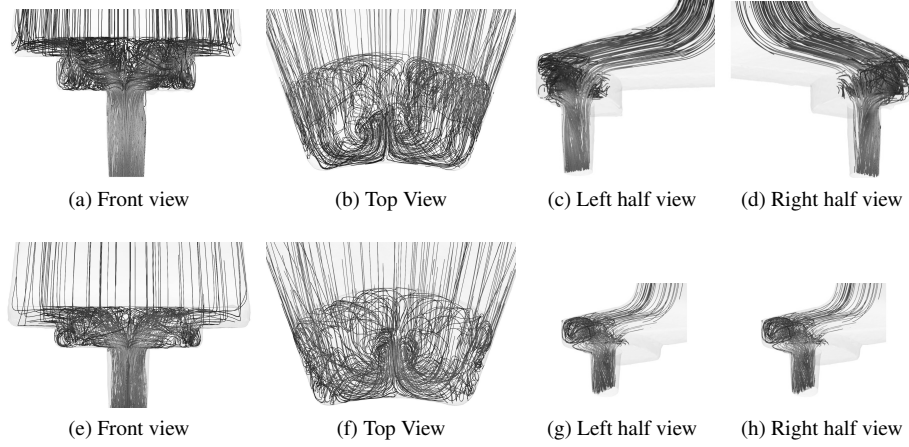 (a) Front view
(b) Top View
(c) Left half view
(d) Right half view
(e) Front view
(f) Top View
(g) Left half view
(h) Right half view